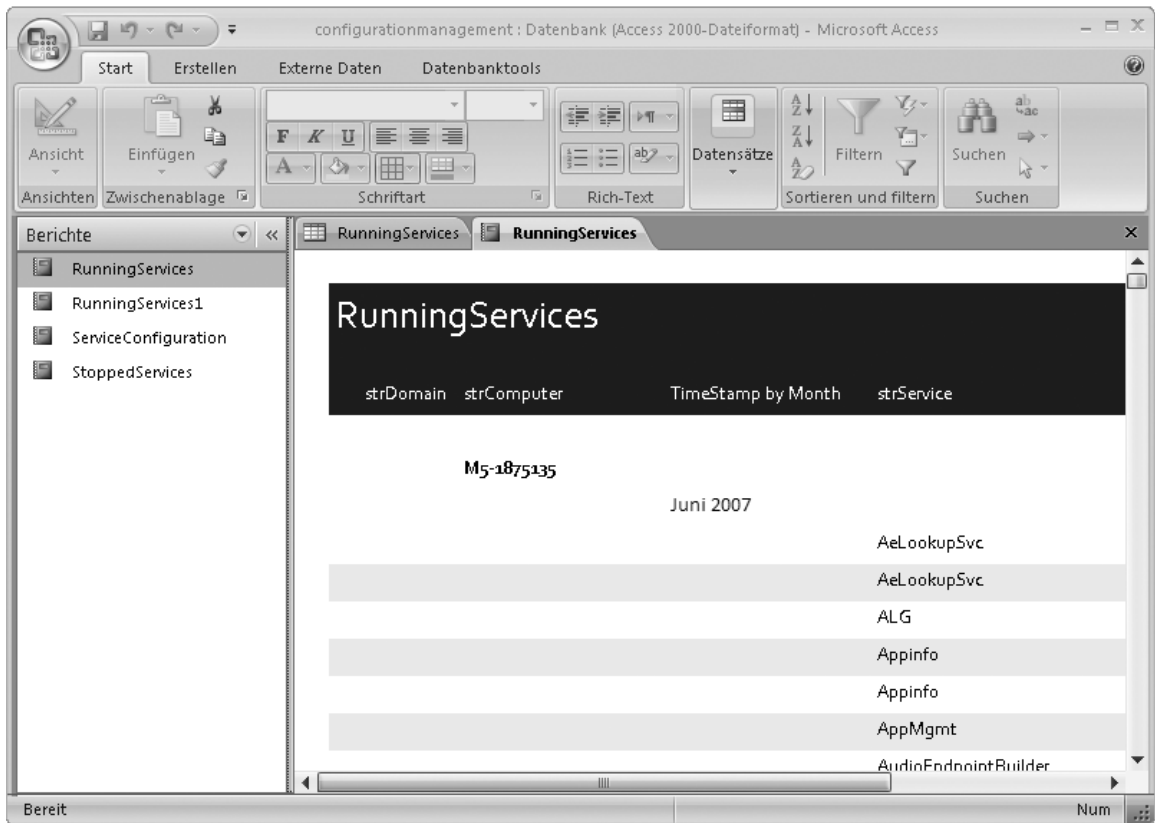 configurationmanagement : Datenbank (Access 2000-Dateiformat) - Microsoft Access
Start Erstellen Externe Daten Datenbanktools
Ansicht Einfügen F K U Datensätze Filtern Suchen
Ansichten Zwischenablage Schriftart Rich-Text Sortieren und filtern Suchen
Berichte RunningServices RunningServices
RunningServices
RunningServices1
ServiceConfiguration
StoppedServices
RunningServices
strDomain strComputer TimeStamp by Month strService
M5-1875135
Juni 2007
AeLookupSvc
AeLookupSvc
ALG
Appinfo
Appinfo
AppMgmt
AudioEndpointBuilder
Bereit Num